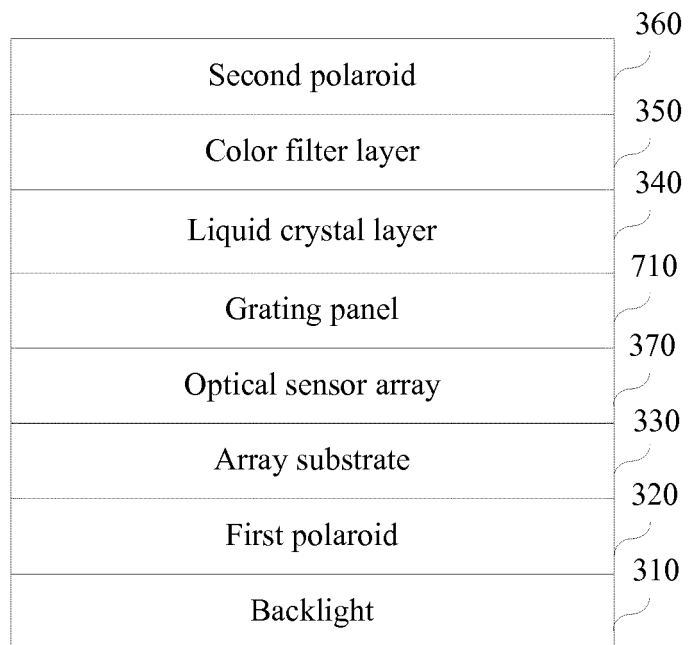 360
Second polaroid
350
Color filter layer
340
Liquid crystal layer
710
Grating panel
370
Optical sensor array
330
Array substrate
320
First polaroid
310
Backlight